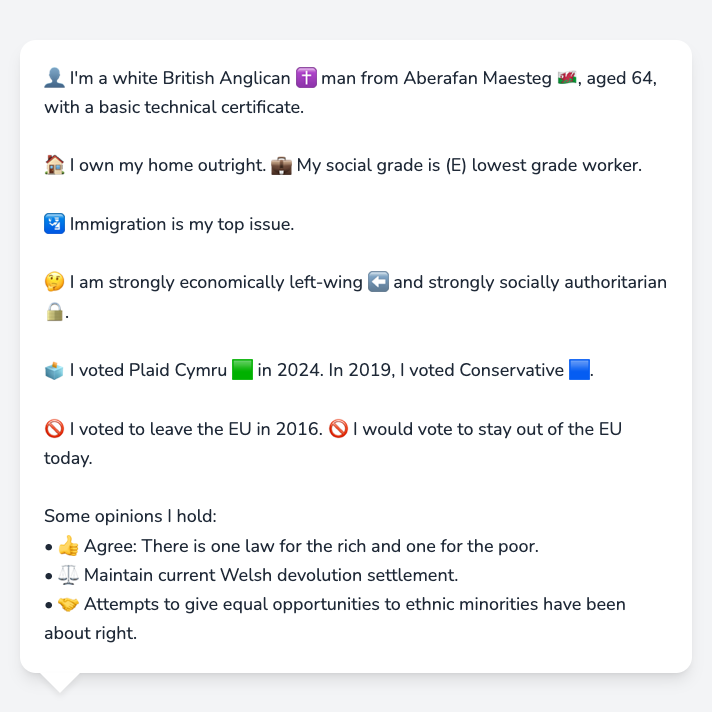 👤 I'm a white British Anglican ✝️ man from Aberafan Maesteg 🏴󠁧󠁢󠁷󠁬󠁳󠁿, aged 64,
with a basic technical certificate.
🏠 I own my home outright. 💼 My social grade is (E) lowest grade worker.
🛂 Immigration is my top issue.
🤔 I am strongly economically left-wing ⬅️ and strongly socially authoritarian
🔒.
🗳️ I voted Plaid Cymru 🟩 in 2024. In 2019, I voted Conservative 🟦.
🚫 I voted to leave the EU in 2016. 🚫 I would vote to stay out of the EU
today.
Some opinions I hold:
• 👍 Agree: There is one law for the rich and one for the poor.
• ⚖️ Maintain current Welsh devolution settlement.
• 🤝 Attempts to give equal opportunities to ethnic minorities have been
about right.